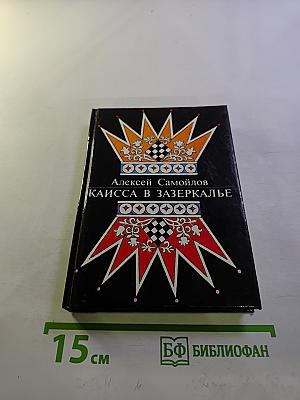 Алексей Самойлов
КАИССА В ЗАЗЕРКАЛЬЕ
15 см
БФ БИБЛИОФАН